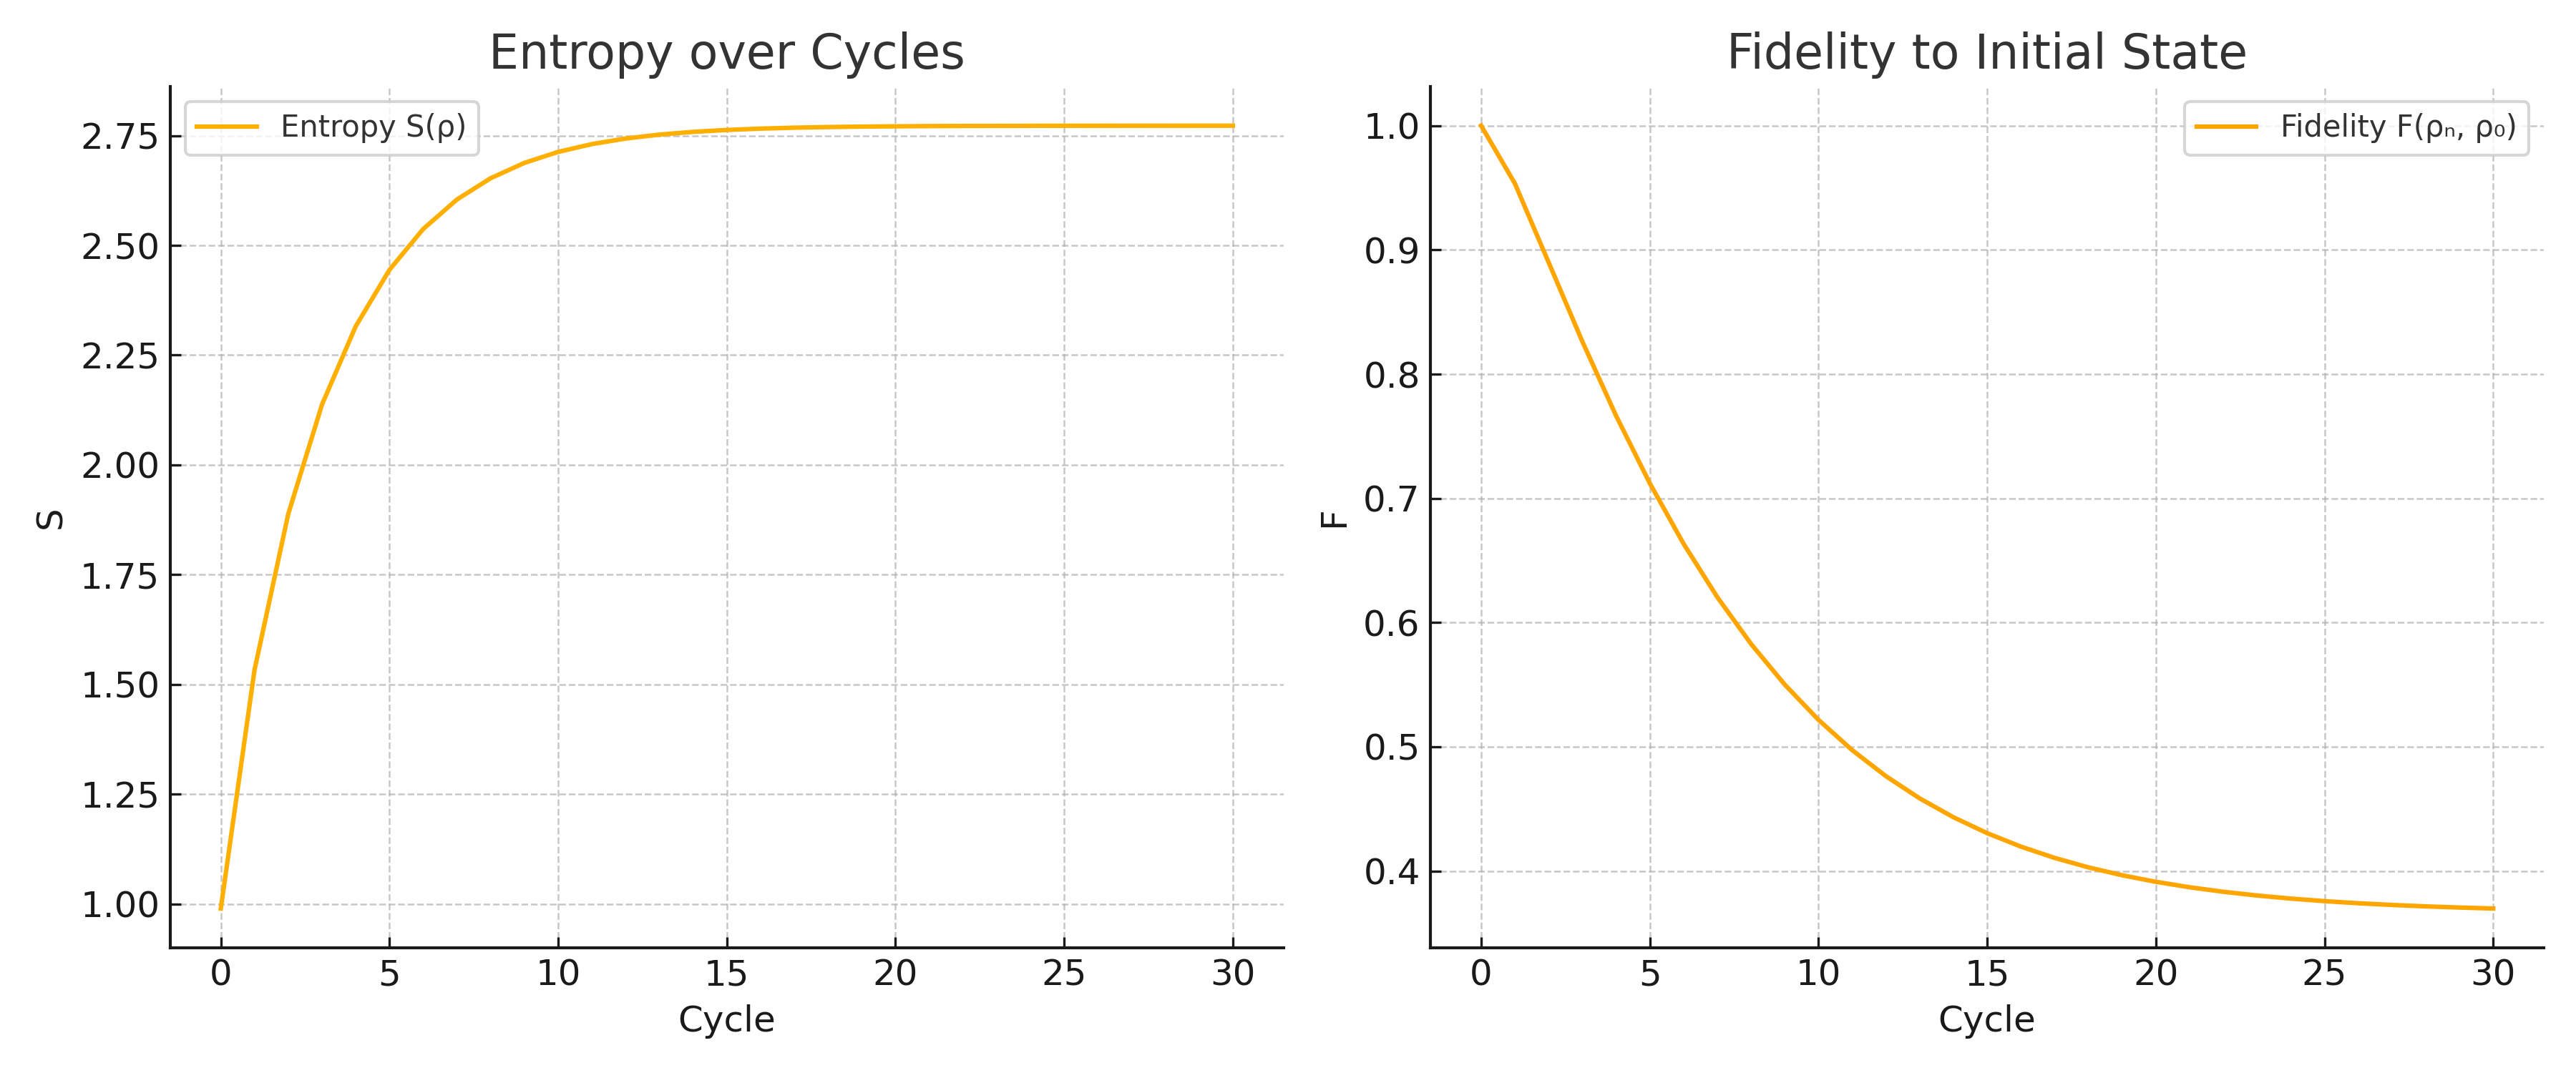 Entropy over Cycles
Entropy S(ρ)
S
2.75
2.50
2.25
2.00
1.75
1.50
1.25
1.00
0 5 10 15 20 25 30
Cycle
Fidelity to Initial State
Fidelity F(ρₙ, ρ₀)
F
1.0
0.9
0.8
0.7
0.6
0.5
0.4
0 5 10 15 20 25 30
Cycle